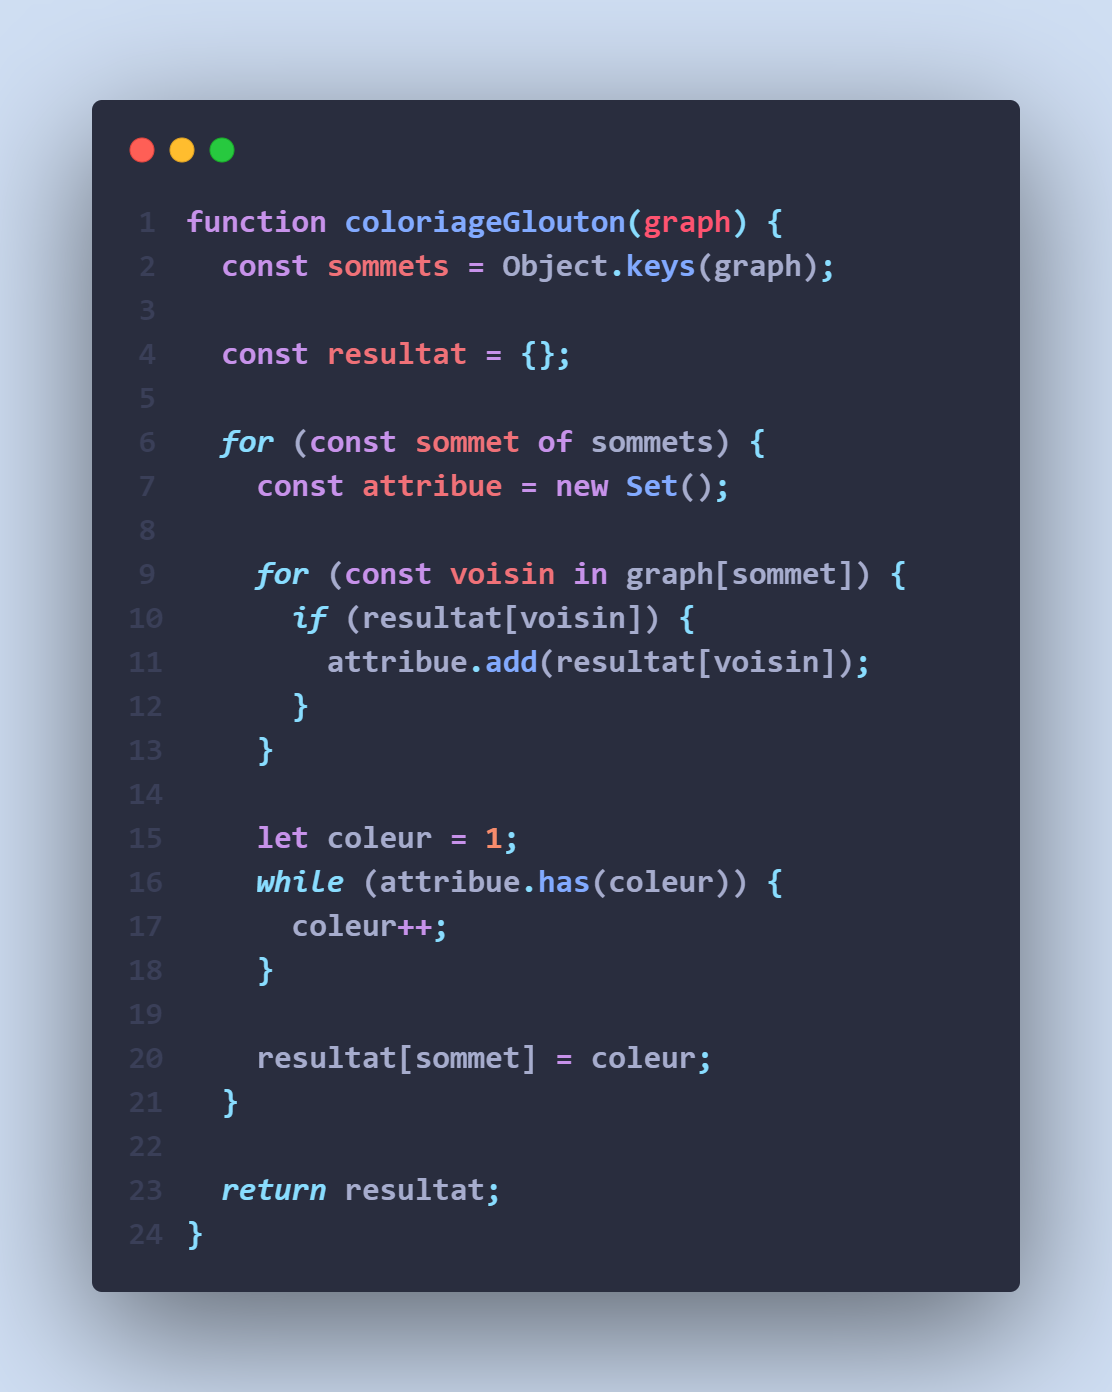 1 function coloriageGlouton(graph) {
2   const sommets = Object.keys(graph);
3
4   const resultat = {};
5
6   for (const sommet of sommets) {
7     const attribue = new Set();
8
9     for (const voisin in graph[sommet]) {
10       if (resultat[voisin]) {
11         attribue.add(resultat[voisin]);
12       }
13     }
14
15     let coleur = 1;
16     while (attribue.has(coleur)) {
17       coleur++;
18     }
19
20     resultat[sommet] = coleur;
21   }
22
23   return resultat;
24 }